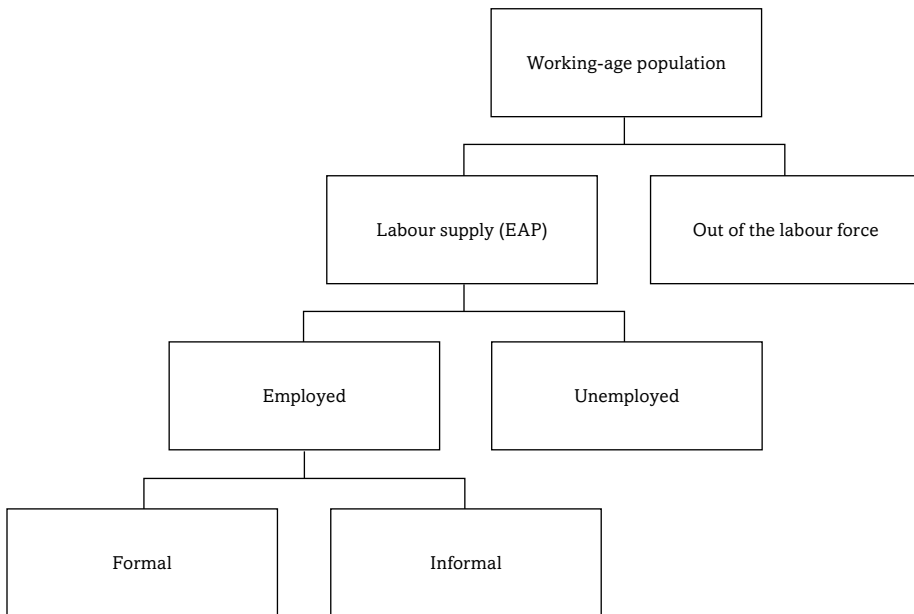 Working-age population
Labour supply (EAP)
Out of the labour force
Employed
Unemployed
Formal
Informal